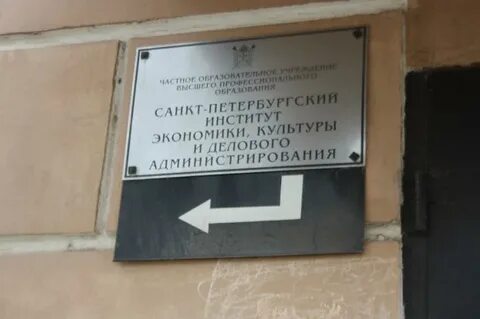 ЧАСТНОЕ ОБРАЗОВАТЕЛЬНОЕ УЧРЕЖДЕНИЕ
ВЫСШЕГО ПРОФЕССИОНАЛЬНОГО
ОБРАЗОВАНИЯ
САНКТ-ПЕТЕРБУРГСКИЙ
ИНСТИТУТ
ЭКОНОМИКИ, КУЛЬТУРЫ
И ДЕЛОВОГО
АДМИНИСТРИРОВАНИЯ